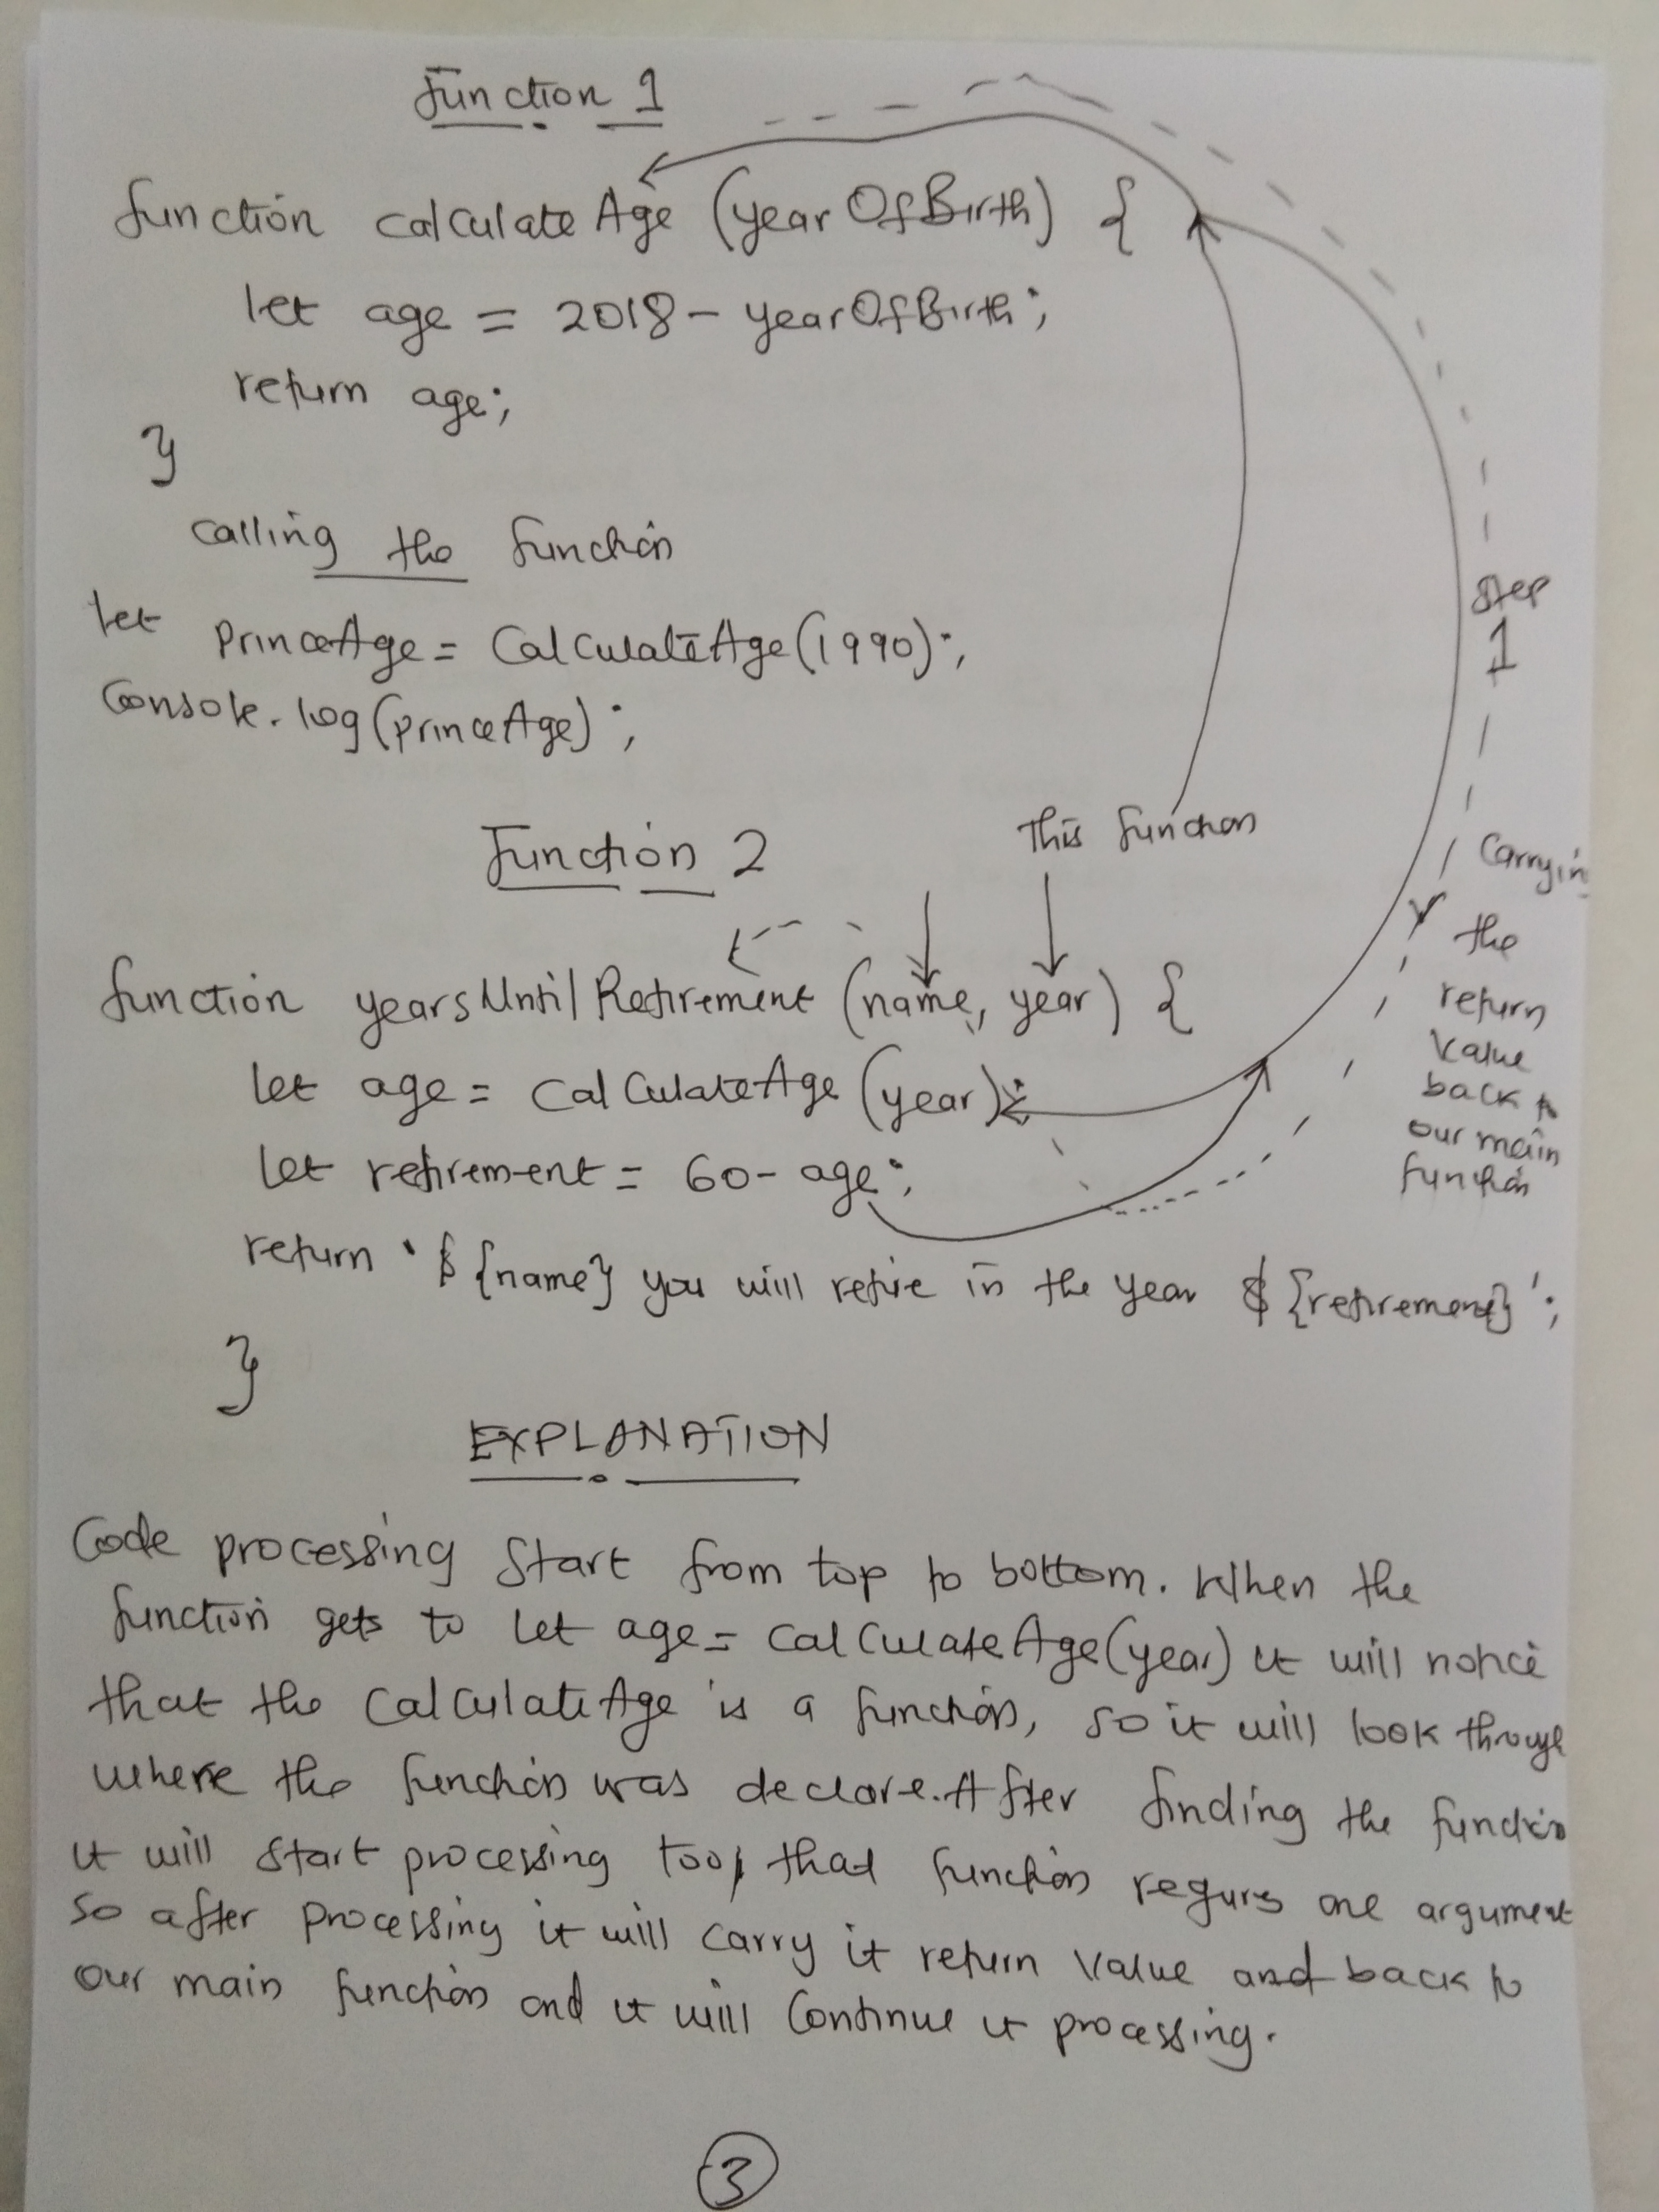 Function 1
function calculateAge (yearOfBirth) {
let age = 2018 - yearOfBirth;
return age;
}
calling the function
let princeAge = CalculateAge(1990);
Console.log(princeAge);
Function 2
This function
function yearsUntilRetirement (name, year) {
let age = CalCulateAge (year);
let retirement = 60 - age;
return `${name} you will retire in the year ${retirement}`;
}
Step
1
Carryin
the
return
Value
back to
our main
function
EXPLANATION
Code processing Start from top to bottom. When the
function gets to let age = CalCulateAge(year) it will notice
that the CalCulateAge is a function, so it will look through
where the function was declare. After finding the function
it will start processing too, that function requrs one argument
So after processing it will carry it return Value and back to
our main function and it will Continue it processing.
3